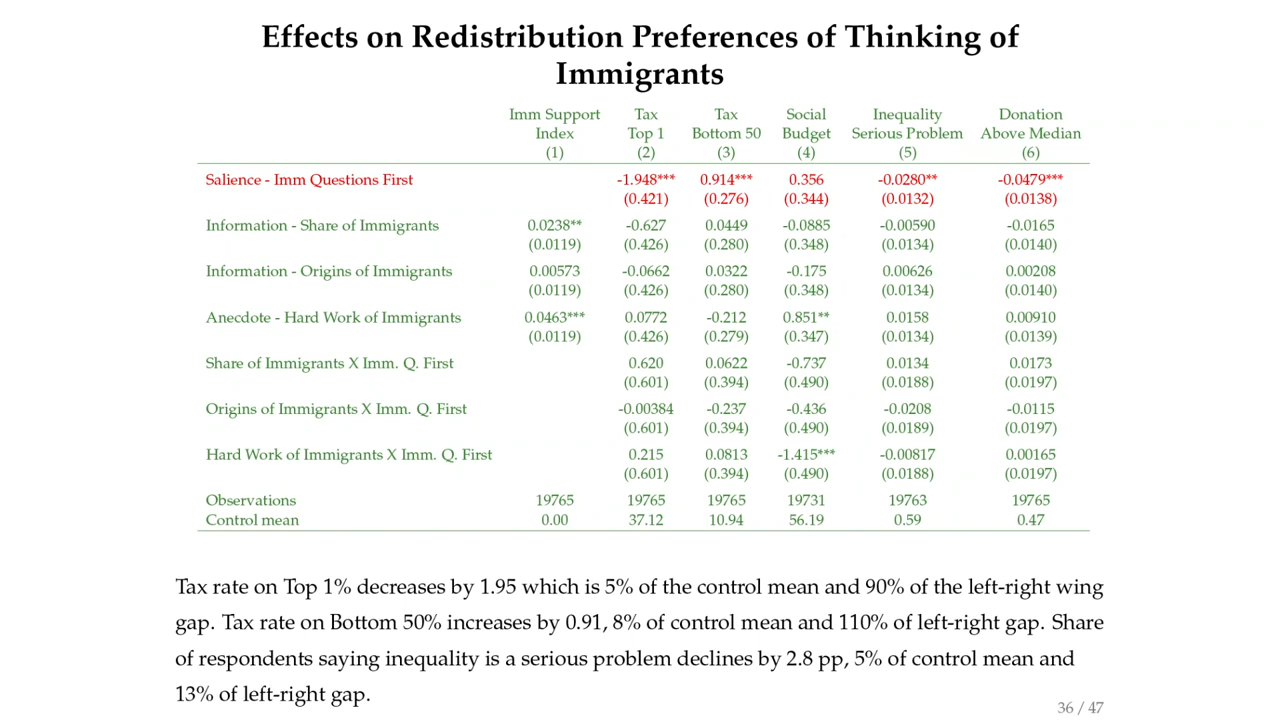 Effects on Redistribution Preferences of Thinking of
Immigrants
Imm Support Tax Tax Social Inequality Donation
Index Top 1 Bottom 50 Budget Serious Problem Above Median
(1) (2) (3) (4) (5) (6)
Salience - Imm Questions First -1.948*** 0.914*** 0.356 -0.0280** -0.0479***
(0.421) (0.276) (0.344) (0.0132) (0.0138)
Information - Share of Immigrants 0.0238** -0.627 0.0449 -0.0885 -0.00590 -0.0165
(0.0119) (0.426) (0.280) (0.348) (0.0134) (0.0140)
Information - Origins of Immigrants 0.00573 -0.0662 0.0322 -0.175 0.00626 0.00208
(0.0119) (0.426) (0.280) (0.348) (0.0134) (0.0140)
Anecdote - Hard Work of Immigrants 0.0463*** 0.0772 -0.212 0.851** 0.0158 0.00910
(0.0119) (0.426) (0.279) (0.347) (0.0134) (0.0139)
Share of Immigrants X Imm. Q. First 0.620 0.0622 -0.737 0.0134 0.0173
(0.601) (0.394) (0.490) (0.0188) (0.0197)
Origins of Immigrants X Imm. Q. First -0.00384 -0.237 -0.436 -0.0208 -0.0115
(0.601) (0.394) (0.490) (0.0189) (0.0197)
Hard Work of Immigrants X Imm. Q. First 0.215 0.0813 -1.415*** -0.00817 0.00165
(0.601) (0.394) (0.490) (0.0188) (0.0197)
Observations 19765 19765 19765 19731 19763 19765
Control mean 0.00 37.12 10.94 56.19 0.59 0.47
Tax rate on Top 1% decreases by 1.95 which is 5% of the control mean and 90% of the left-right wing
gap. Tax rate on Bottom 50% increases by 0.91, 8% of control mean and 110% of left-right gap. Share
of respondents saying inequality is a serious problem declines by 2.8 pp, 5% of control mean and
13% of left-right gap.
36 / 47